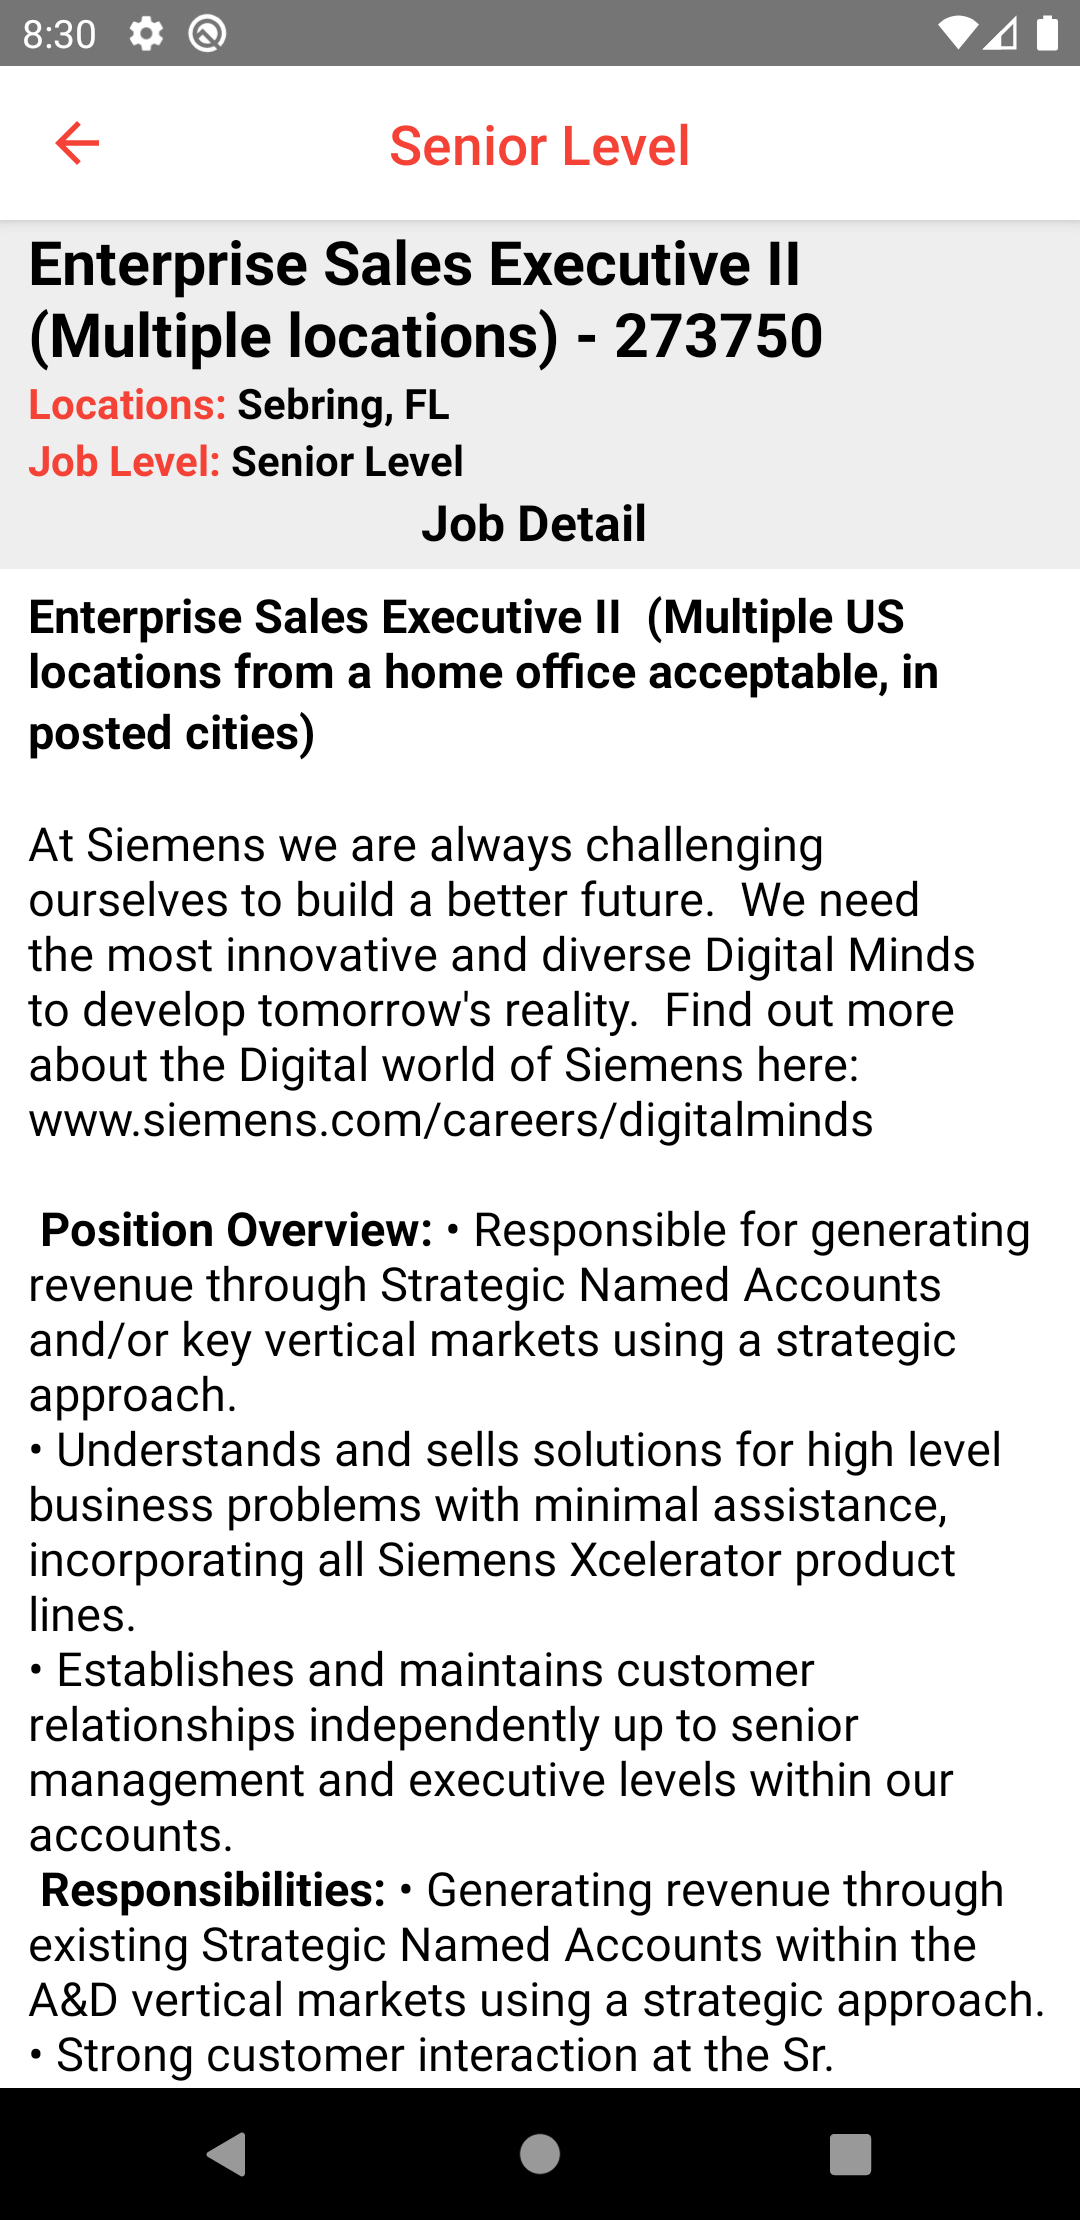 8:30
Senior Level
Enterprise Sales Executive II
(Multiple locations) - 273750
Locations: Sebring, FL
Job Level: Senior Level
Job Detail
Enterprise Sales Executive II  (Multiple US
locations from a home office acceptable, in
posted cities)
At Siemens we are always challenging
ourselves to build a better future.  We need
the most innovative and diverse Digital Minds
to develop tomorrow's reality.  Find out more
about the Digital world of Siemens here:
www.siemens.com/careers/digitalminds
Position Overview: • Responsible for generating
revenue through Strategic Named Accounts
and/or key vertical markets using a strategic
approach.
• Understands and sells solutions for high level
business problems with minimal assistance,
incorporating all Siemens Xcelerator product
lines.
• Establishes and maintains customer
relationships independently up to senior
management and executive levels within our
accounts.
Responsibilities: • Generating revenue through
existing Strategic Named Accounts within the
A&D vertical markets using a strategic approach.
• Strong customer interaction at the Sr.